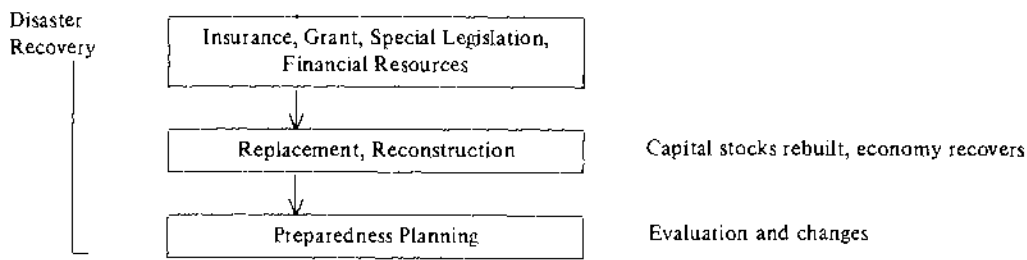 Disaster
Recovery
Insurance, Grant, Special Legislation,
Financial Resources
Replacement, Reconstruction
Capital stocks rebuilt, economy recovers
Preparedness Planning
Evaluation and changes